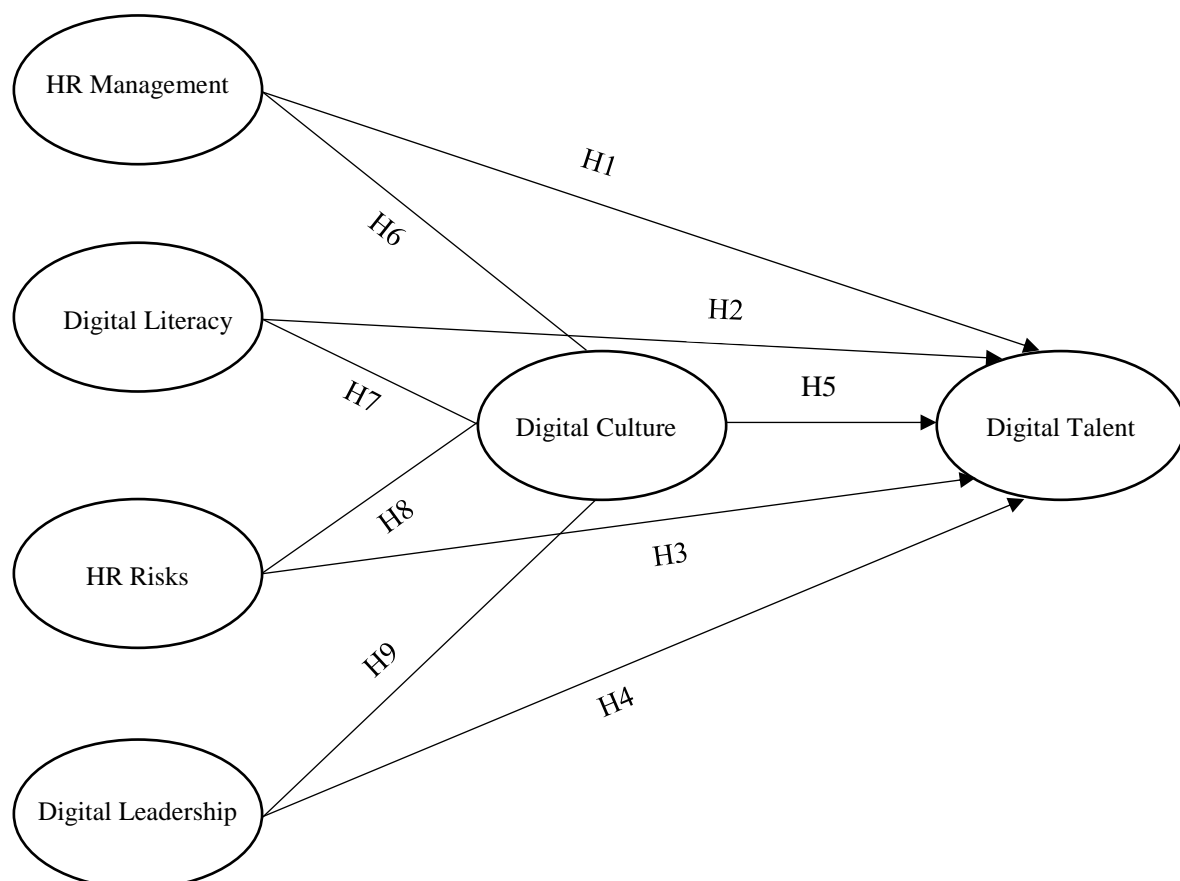 HR Management
H1
H6
Digital Literacy
H2
H7
H5
Digital Culture
Digital Talent
H8
H3
HR Risks
H9
H4
Digital Leadership